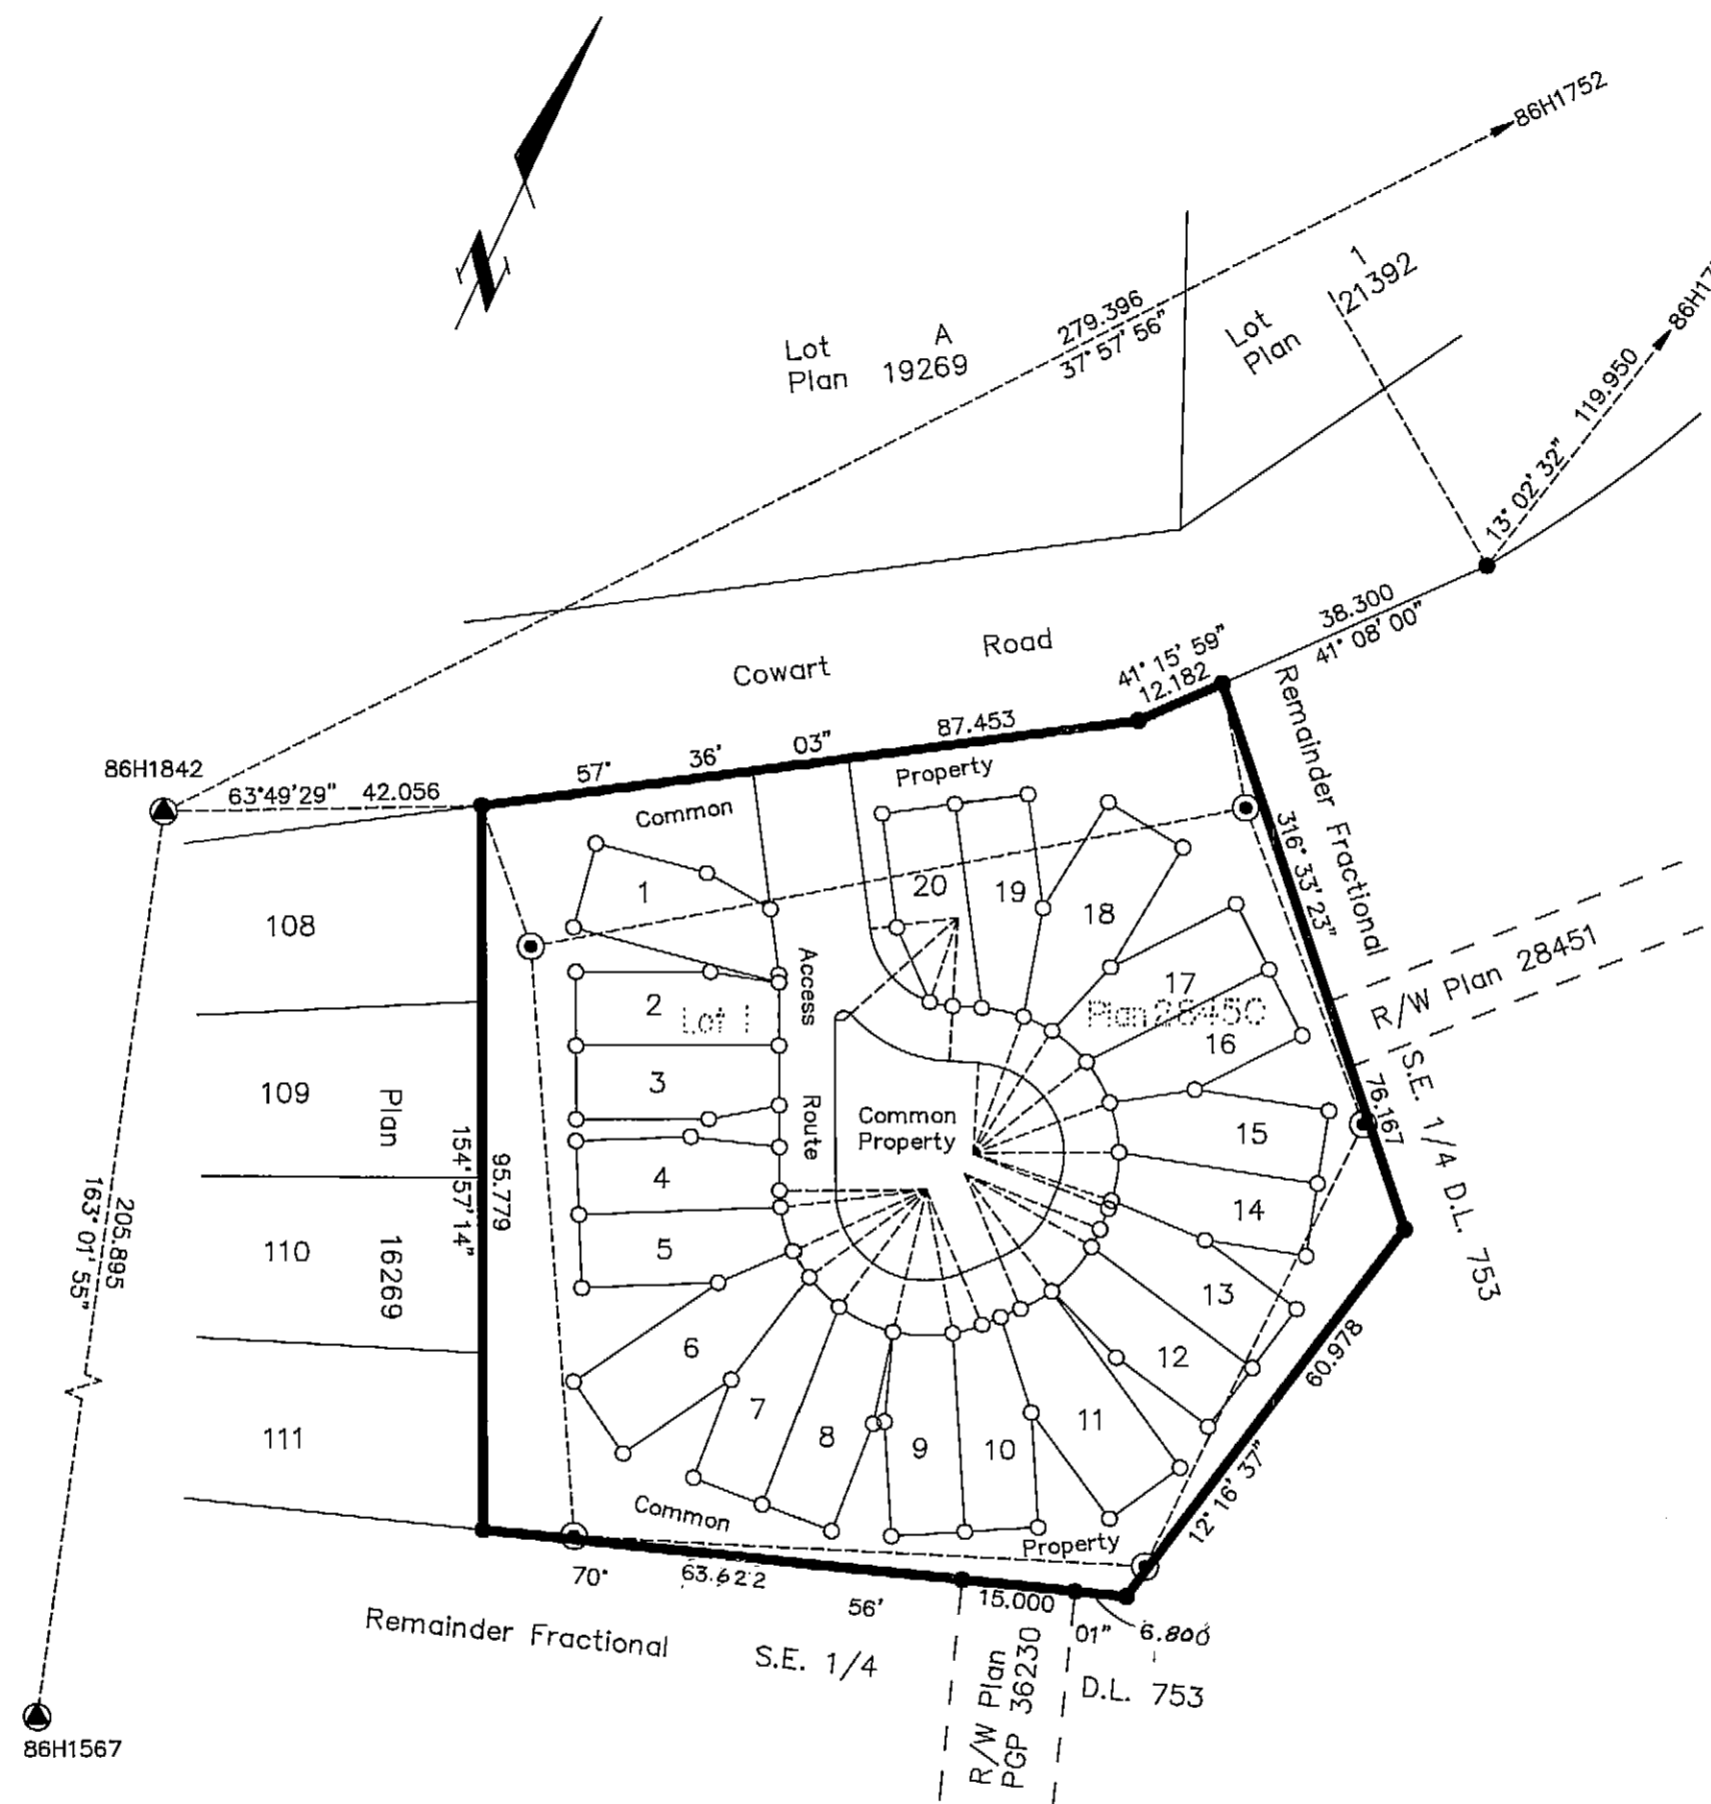 N
86H1752
1
21392
Lot
Plan
Lot A
Plan 19269
279.396
37° 57' 56"
119.950
13° 02' 32"
38.300
41° 08' 00"
Cowart Road
41° 15' 59"
12.182
86H1842
63°49'29" 42.056
57° 36' 03" 87.453
Common Property
Remainder Fractional
316° 33' 23"
76.167
S.E. 1/4 D.L. 753
R/W Plan 28451
108
109
110
111
Plan 16269
154° 57' 14"
95.779
205.895
163° 01' 55"
1
2
3
4
5
6
7
8
9
10
11
12
13
14
15
16
17
18
19
20
Lot 1
Plan 28450
Access Route
Common
Property
60.978
12° 16' 37"
Common Property
70° 56' 01"
63.622
15.000
6.800
Remainder Fractional S.E. 1/4 D.L. 753
R/W Plan
PGP 36230
86H1567